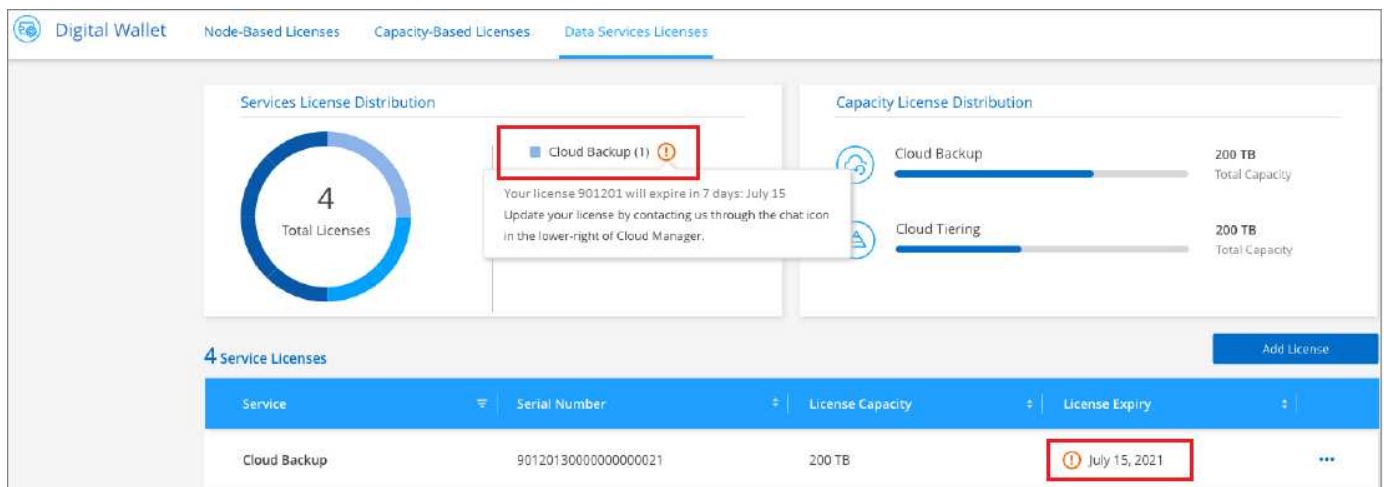 Digital Wallet
Node-Based Licenses
Capacity-Based Licenses
Data Services Licenses
Services License Distribution
4
Total Licenses
Cloud Backup (1)
Your license 901201 will expire in 7 days: July 15
Update your license by contacting us through the chat icon
in the lower-right of Cloud Manager.
Capacity License Distribution
Cloud Backup
200 TB
Total Capacity
Cloud Tiering
200 TB
Total Capacity
4 Service Licenses
Add License
Service
Serial Number
License Capacity
License Expiry
Cloud Backup
90120130000000000021
200 TB
July 15, 2021